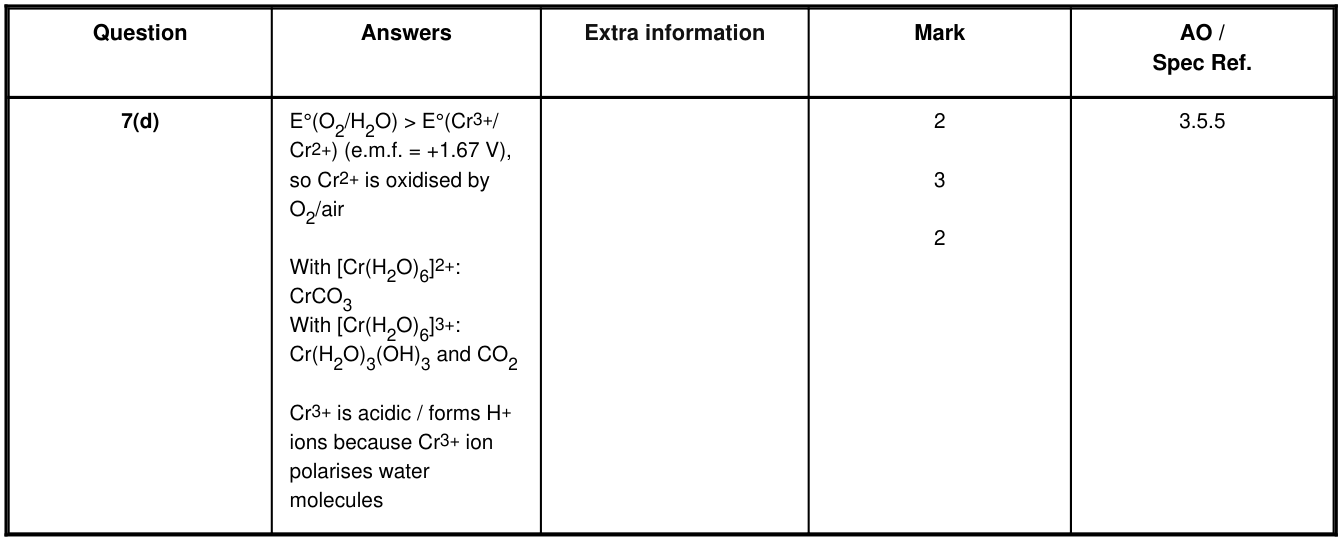 Question
Answers
Extra information
Mark
AO /
Spec Ref.
7(d)
E°(O₂/H₂O) > E°(Cr³⁺/
Cr²⁺) (e.m.f. = +1.67 V),
so Cr²⁺ is oxidised by
O₂/air
With [Cr(H₂O)₆]²⁺:
CrCO₃
With [Cr(H₂O)₆]³⁺:
Cr(H₂O)₃(OH)₃ and CO₂
Cr³⁺ is acidic / forms H⁺
ions because Cr³⁺ ion
polarises water
molecules
2
3
2
3.5.5